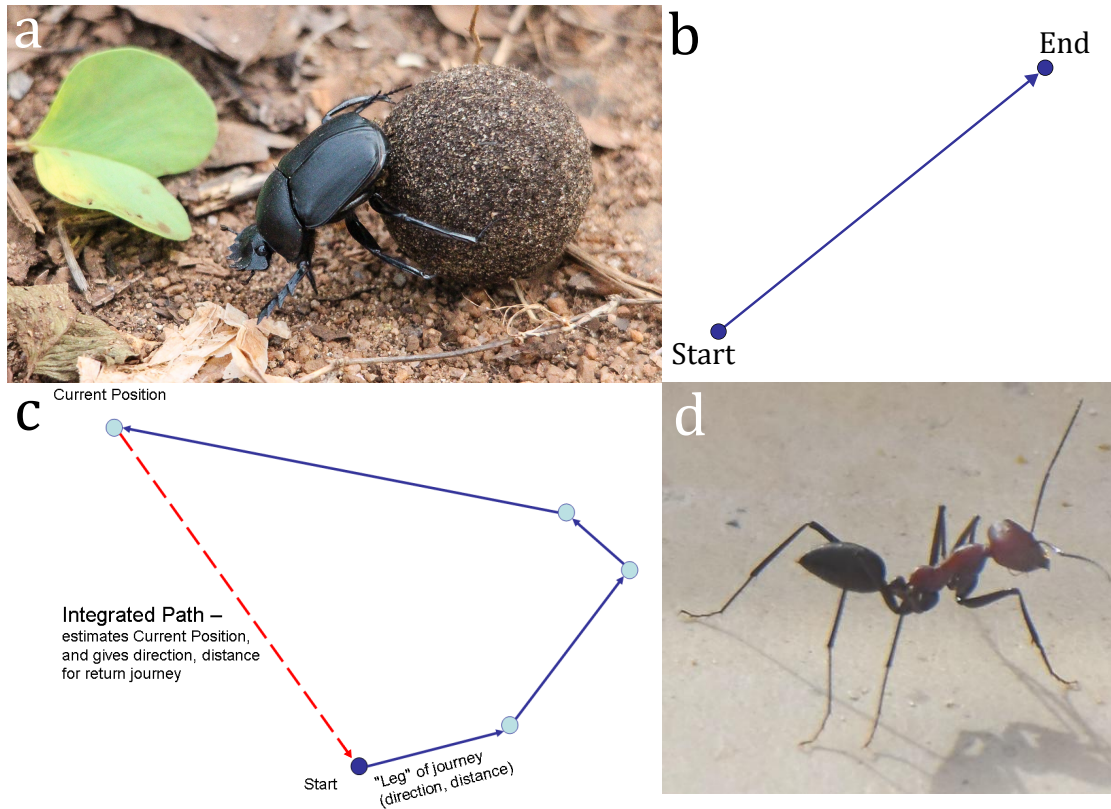 a
b
End
Start
c
Current Position
Integrated Path –
estimates Current Position,
and gives direction, distance
for return journey
Start
"Leg" of journey
(direction, distance)
d